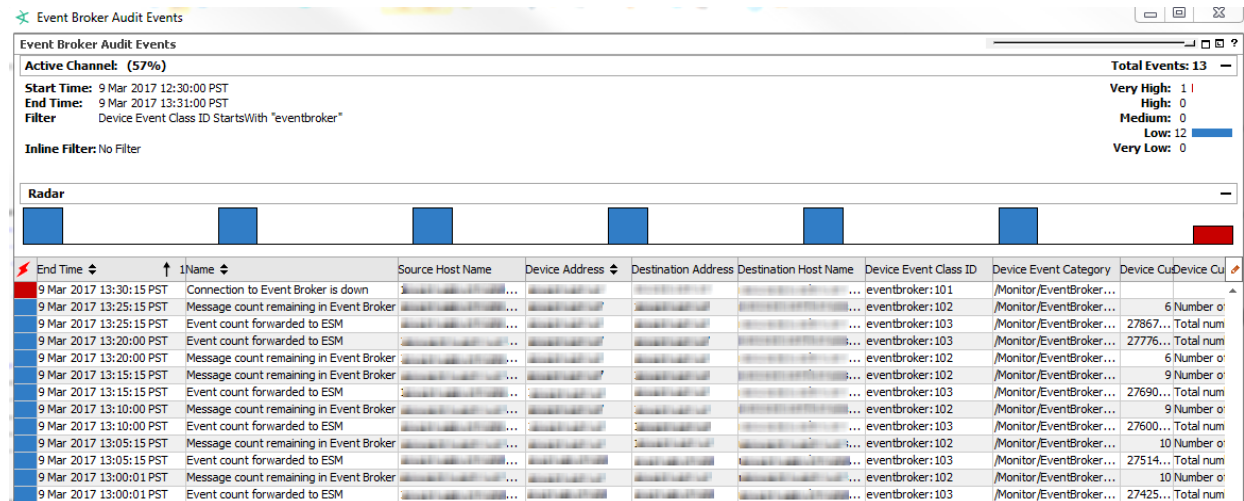 Event Broker Audit Events
Event Broker Audit Events
?
Active Channel: (57%) Total Events: 13
Start Time: 9 Mar 2017 12:30:00 PST Very High: 1
End Time: 9 Mar 2017 13:31:00 PST High: 0
Filter Device Event Class ID StartsWith "eventbroker" Medium: 0
Low: 12
Inline Filter: No Filter Very Low: 0
Radar
End Time 1 Name Source Host Name Device Address Destination Address Destination Host Name Device Event Class ID Device Event Category Device Cus Device Cu
9 Mar 2017 13:30:15 PST Connection to Event Broker is down ... ... eventbroker:101 /Monitor/EventBroker...
9 Mar 2017 13:25:15 PST Message count remaining in Event Broker ... eventbroker:102 /Monitor/EventBroker... 6 Number of
9 Mar 2017 13:25:15 PST Event count forwarded to ESM ... ... eventbroker:103 /Monitor/EventBroker... 27867... Total num
9 Mar 2017 13:20:00 PST Event count forwarded to ESM ... ... eventbroker:103 /Monitor/EventBroker... 27776... Total num
9 Mar 2017 13:20:00 PST Message count remaining in Event Broker ... ... eventbroker:102 /Monitor/EventBroker... 6 Number of
9 Mar 2017 13:15:15 PST Message count remaining in Event Broker ... ... eventbroker:102 /Monitor/EventBroker... 9 Number of
9 Mar 2017 13:15:15 PST Event count forwarded to ESM ... ... eventbroker:103 /Monitor/EventBroker... 27690... Total num
9 Mar 2017 13:10:00 PST Message count remaining in Event Broker ... ... eventbroker:102 /Monitor/EventBroker... 9 Number of
9 Mar 2017 13:10:00 PST Event count forwarded to ESM ... ... eventbroker:103 /Monitor/EventBroker... 27600... Total num
9 Mar 2017 13:05:15 PST Message count remaining in Event Broker ... ... eventbroker:102 /Monitor/EventBroker... 10 Number of
9 Mar 2017 13:05:15 PST Event count forwarded to ESM ... ... eventbroker:103 /Monitor/EventBroker... 27514... Total num
9 Mar 2017 13:00:01 PST Message count remaining in Event Broker ... ... eventbroker:102 /Monitor/EventBroker... 10 Number of
9 Mar 2017 13:00:01 PST Event count forwarded to ESM ... ... eventbroker:103 /Monitor/EventBroker... 27425... Total num